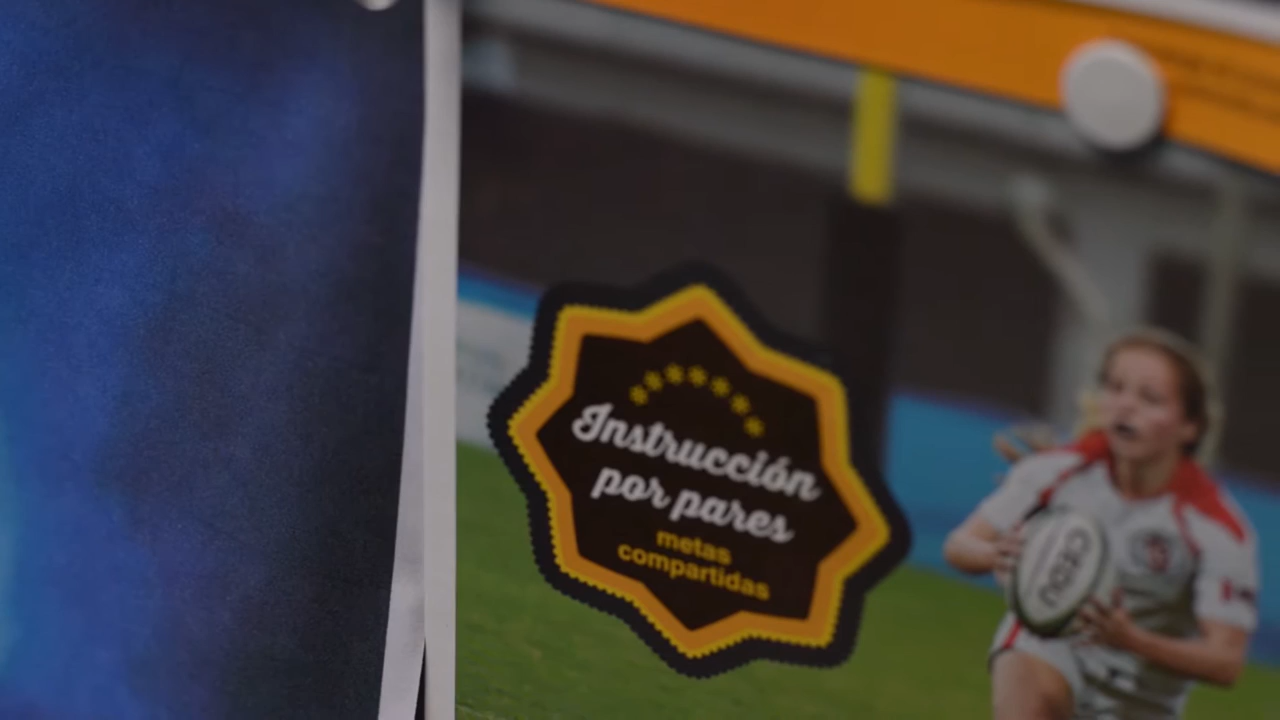 Instrucción
por pares
metas
compartidas